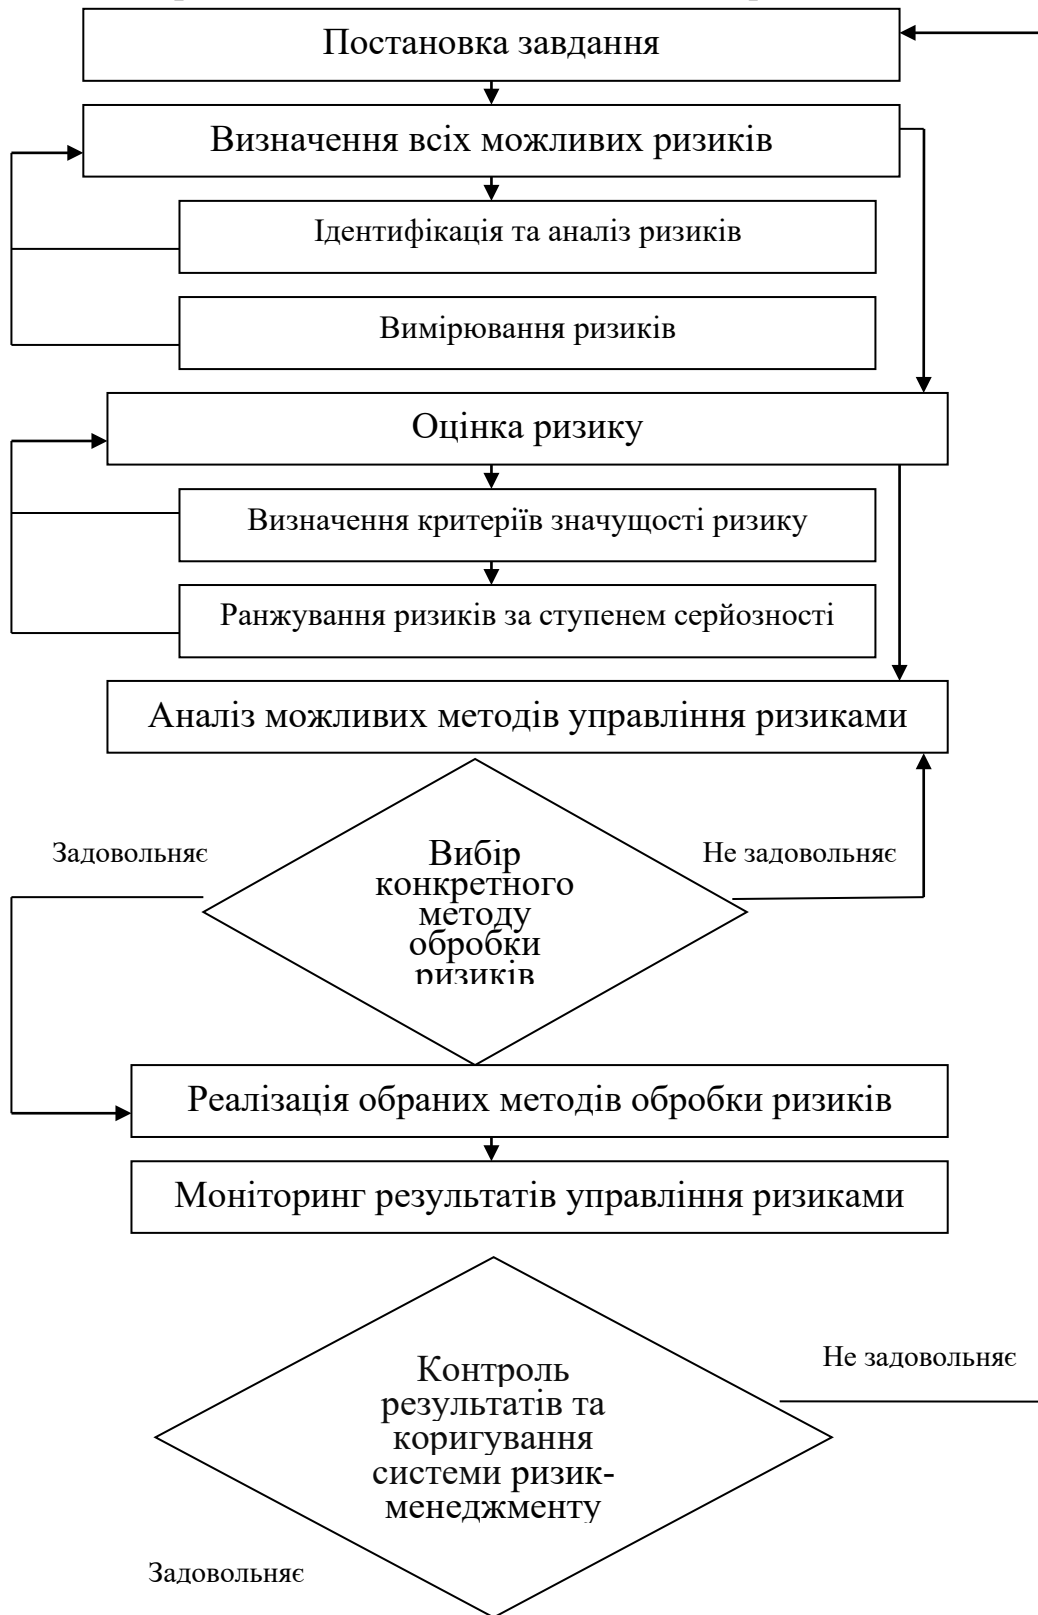 Постановка завдання
Визначення всіх можливих ризиків
Ідентифікація та аналіз ризиків
Вимірювання ризиків
Оцінка ризику
Визначення критеріїв значущості ризику
Ранжування ризиків за ступенем серйозності
Аналіз можливих методів управління ризиками
Задовольняє
Вибір
конкретного
методу
обробки
ризиків
Не задовольняє
Реалізація обраних методів обробки ризиків
Моніторинг результатів управління ризиками
Контроль
результатів та
коригування
системи ризик-
менеджменту
Не задовольняє
Задовольняє